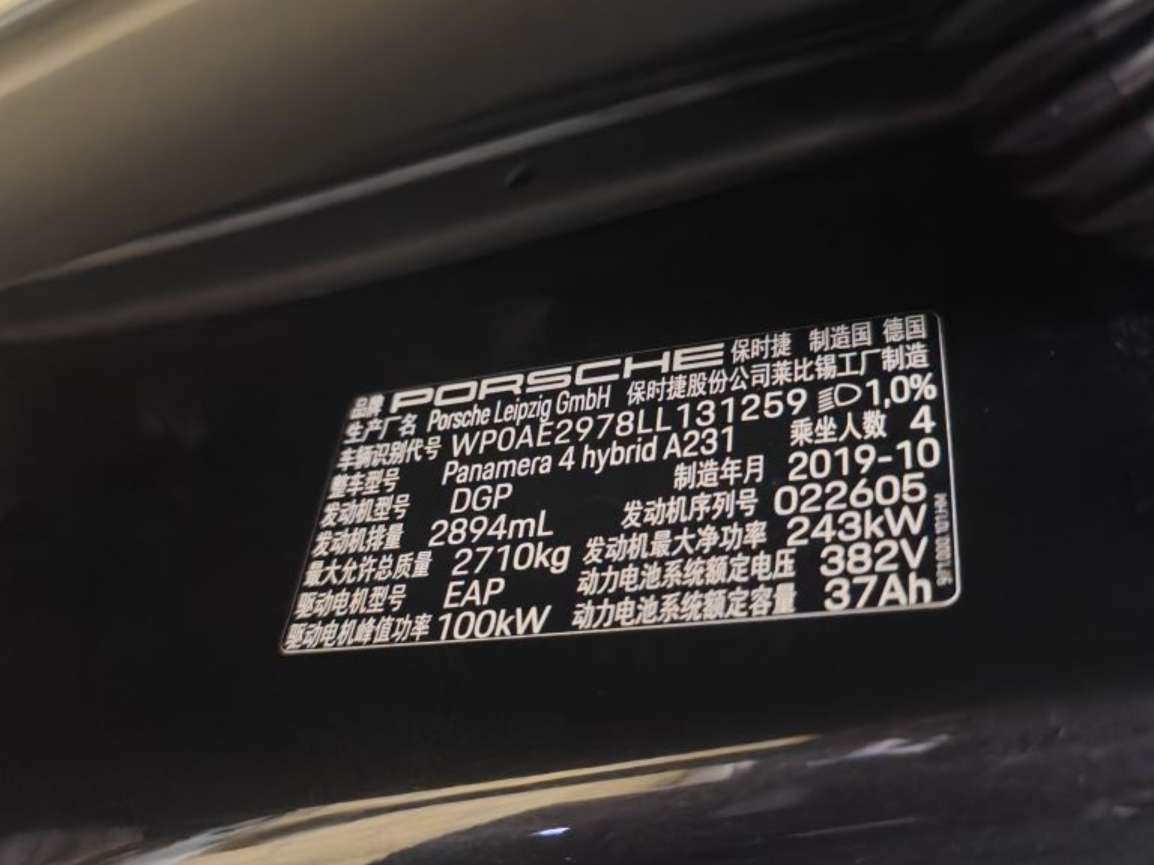 品牌 PORSCHE 保时捷 制造国 德国
生产厂名 Porsche Leipzig GmbH 保时捷股份公司莱比锡工厂制造
车辆识别代号 WP0AE2978LL131259 1,0%
整车型号 Panamera 4 hybrid A231 乘坐人数 4
发动机型号 DGP 制造年月 2019-10
发动机排量 2894mL 发动机序列号 022605
最大允许总质量 2710kg 发动机最大净功率 243kW
驱动电机型号 EAP 动力电池系统额定电压 382V
驱动电机峰值功率 100kW 动力电池系统额定容量 37Ah
971.000.101.HM